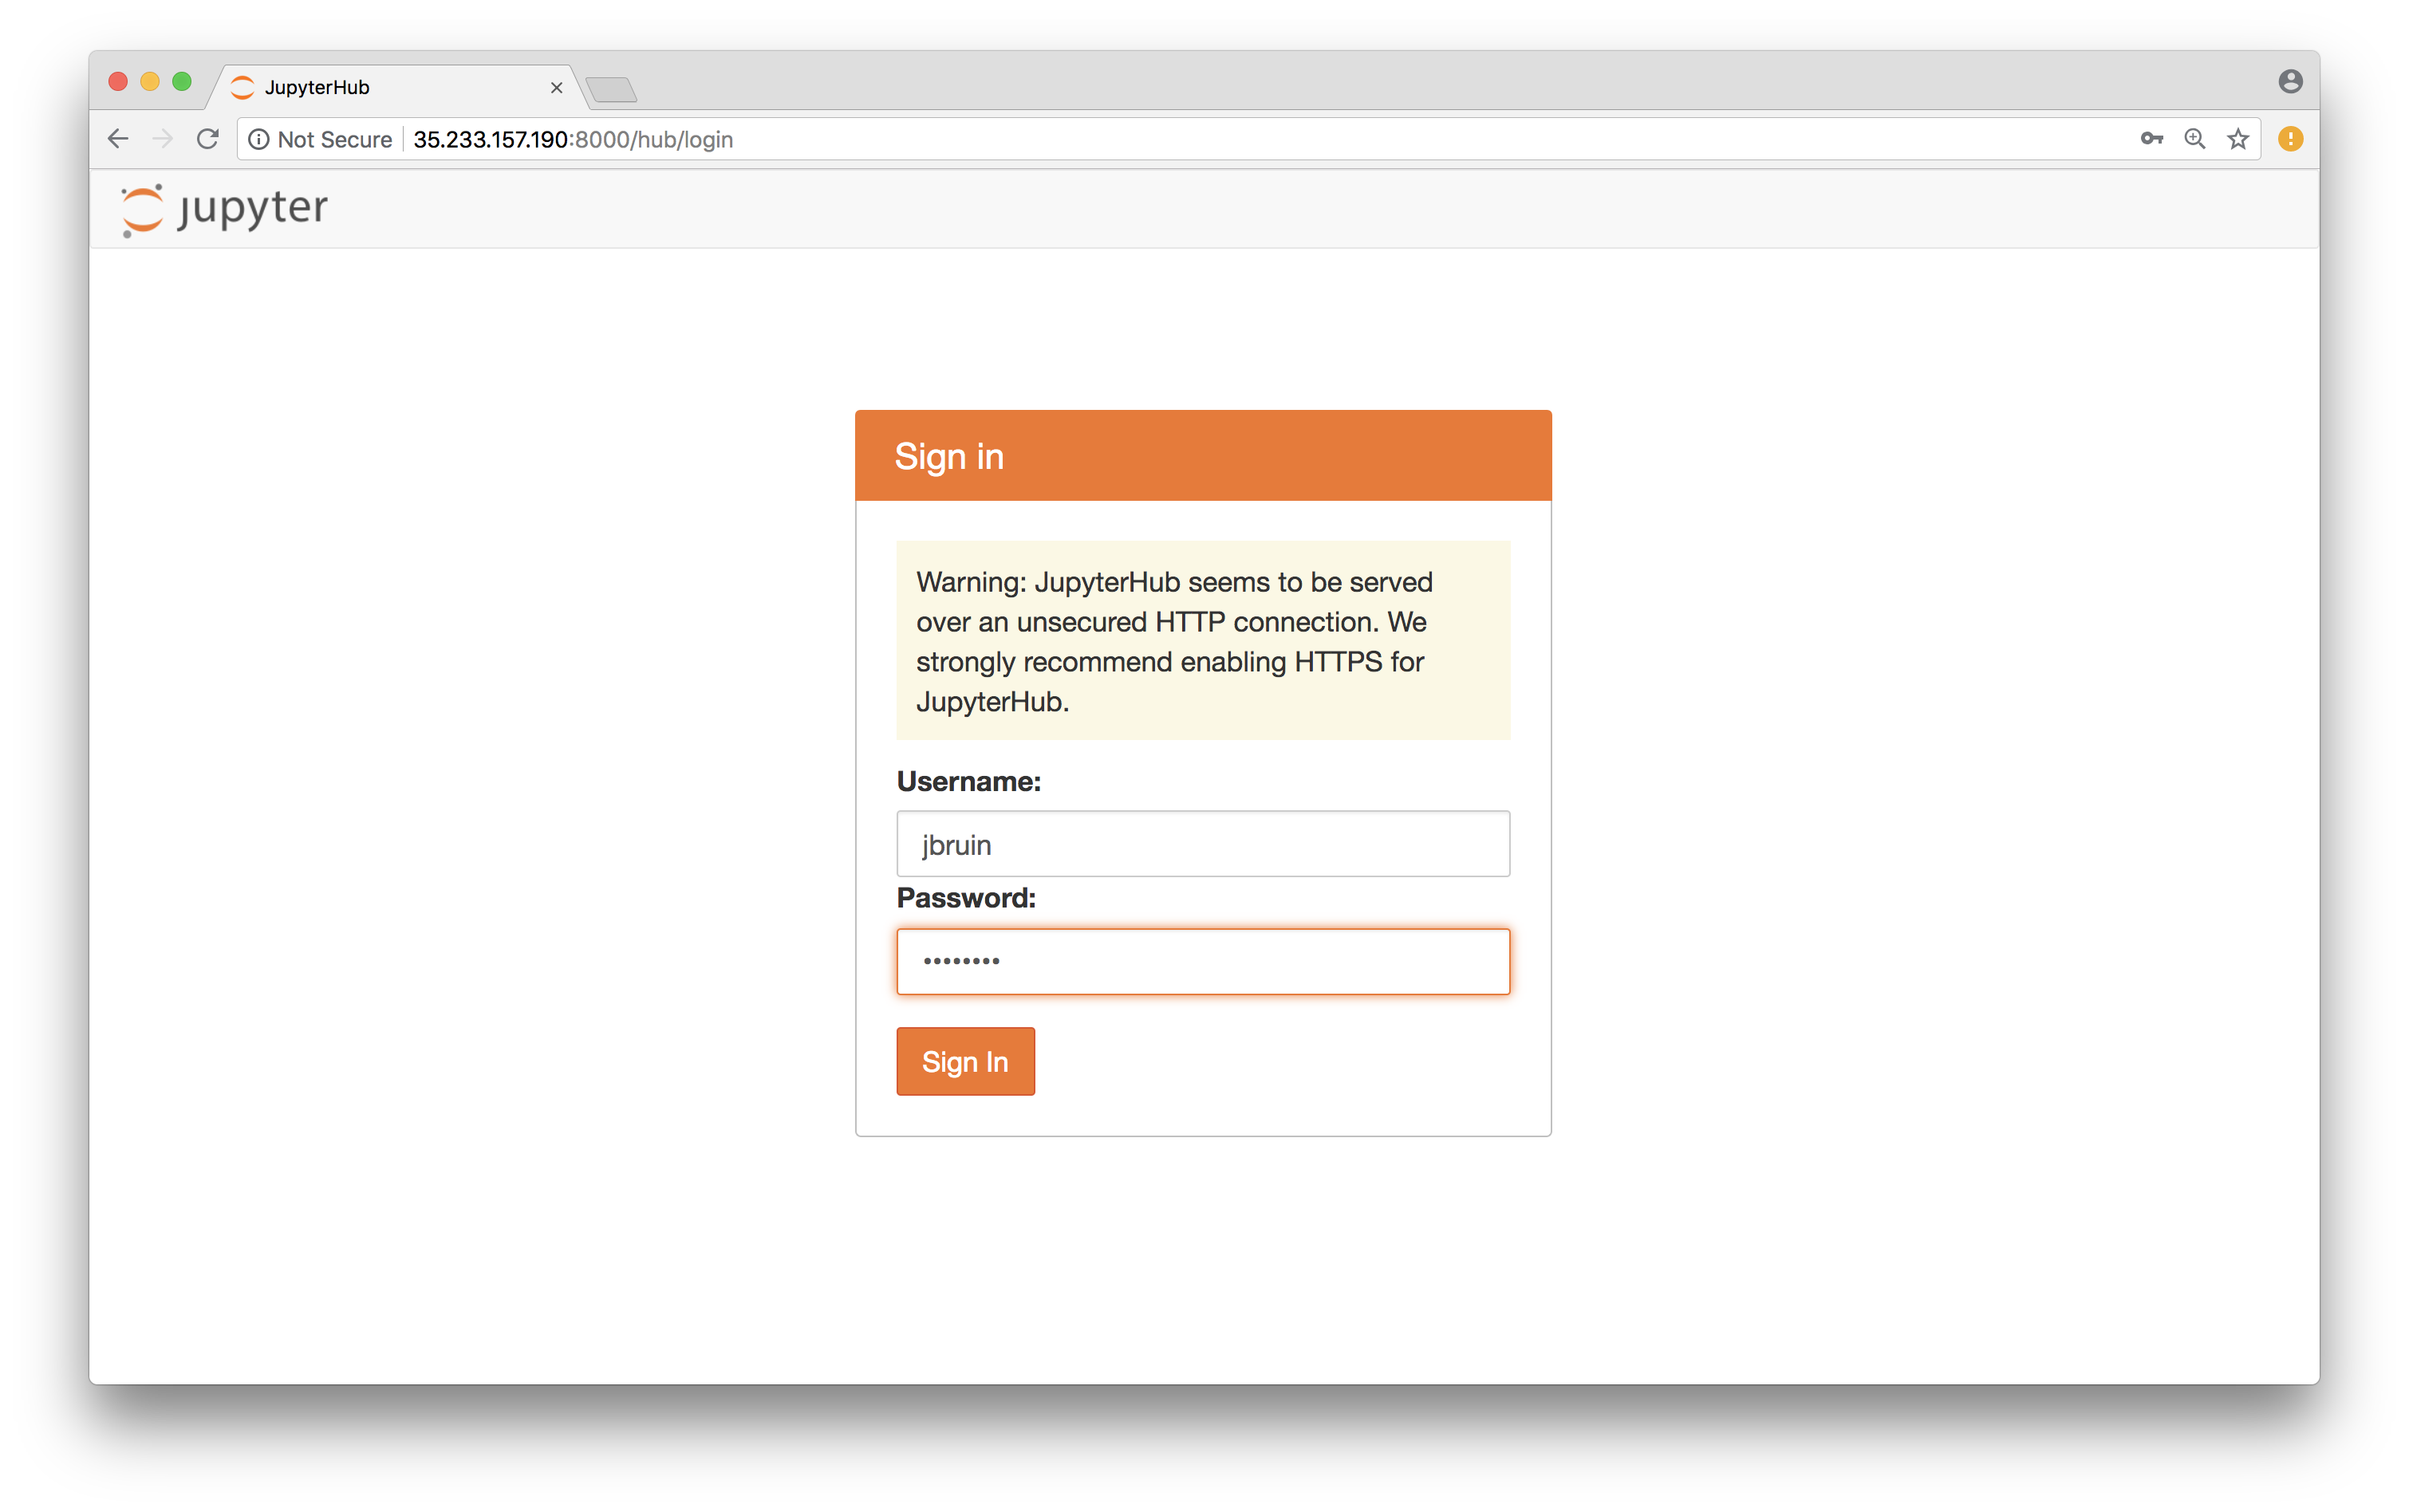 JupyterHub
Not Secure 35.233.157.190:8000/hub/login
jupyter
Sign in
Warning: JupyterHub seems to be served
over an unsecured HTTP connection. We
strongly recommend enabling HTTPS for
JupyterHub.
Username:
jbruin
Password:
••••••••
Sign In